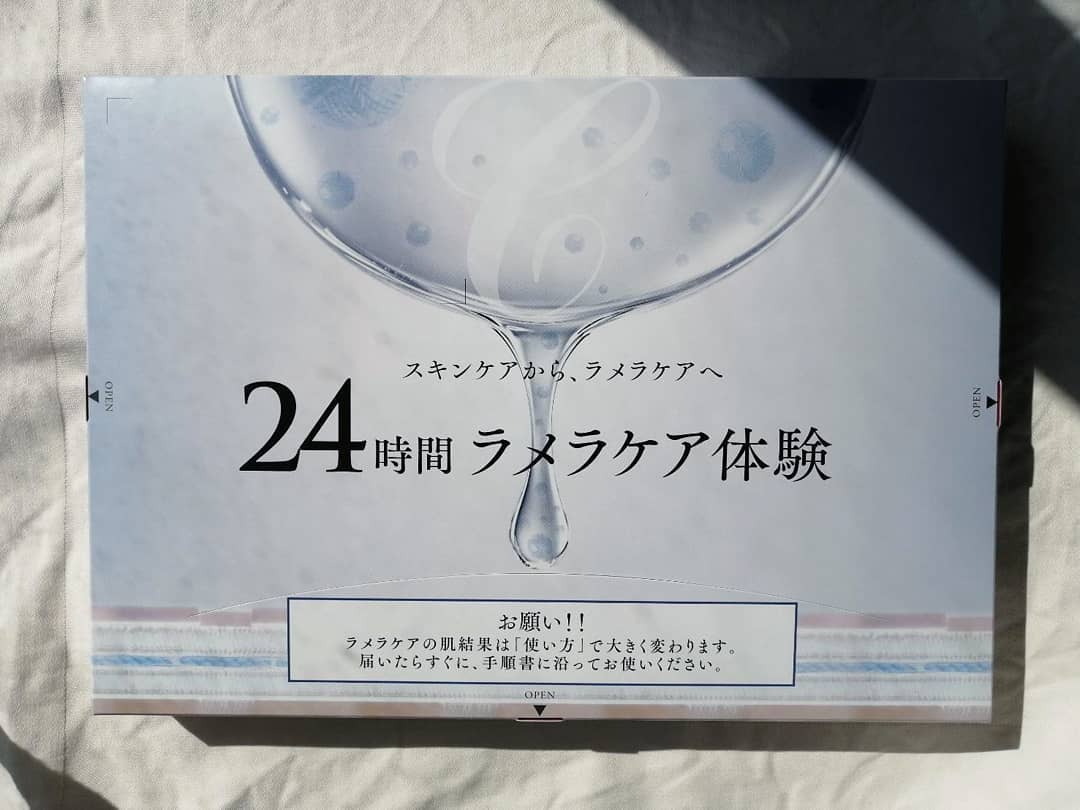 C
スキンケアから、ラメラケアへ
24時間 ラメラケア体験
OPEN
OPEN
お願い!!
ラメラケアの肌結果は「使い方」で大きく変わります。
届いたらすぐに、手順書に沿ってお使いください。
OPEN